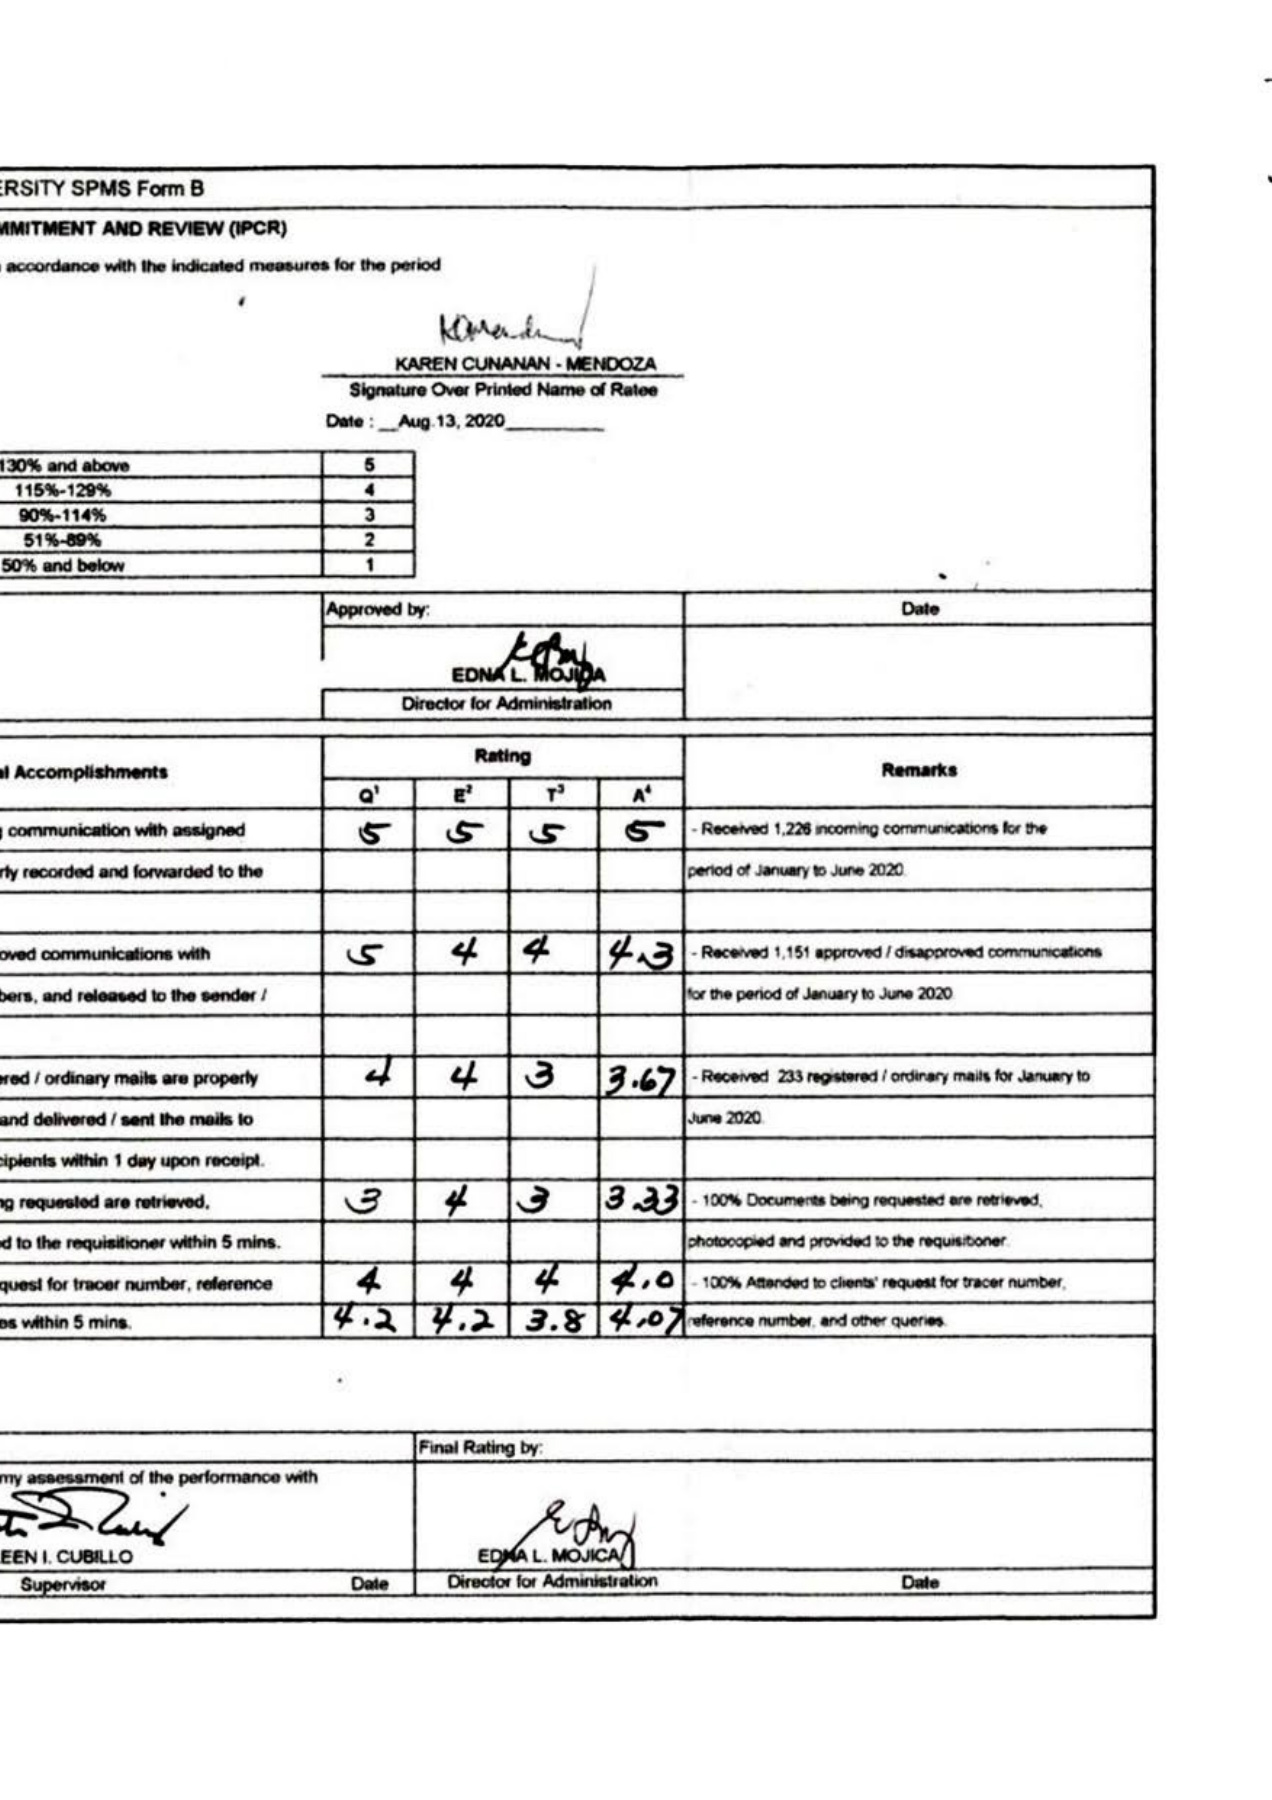 ERSITY SPMS Form B
MMITMENT AND REVIEW (IPCR)
accordance with the indicated measures for the period
KAREN CUNANAN - MENDOZA
Signature Over Printed Name of Ratee
Date : __Aug.13, 2020__________
130% and above 5
115%-129% 4
90%-114% 3
51%-89% 2
50% and below 1
Approved by: Date
EDNA L. MOJICA
Director for Administration
Rating
al Accomplishments Remarks
Q¹ E² T³ A⁴
g communication with assigned 5 5 5 5 - Received 1,226 incoming communications for the
rly recorded and forwarded to the period of January to June 2020.
oved communications with 5 4 4 4.3 - Received 1,151 approved / disapproved communications
bers, and released to the sender / for the period of January to June 2020
ered / ordinary mails are properly 4 4 3 3.67 - Received 233 registered / ordinary mails for January to
and delivered / sent the mails to June 2020.
cipients within 1 day upon receipt.
ng requested are retrieved, 3 4 3 3.33 - 100% Documents being requested are retrieved,
d to the requisitioner within 5 mins. photocopied and provided to the requisitioner.
quest for tracer number, reference 4 4 4 4.0 - 100% Attended to clients' request for tracer number,
es within 5 mins. 4.2 4.2 3.8 4.07 reference number, and other queries.
Final Rating by:
my assessment of the performance with
EEN I. CUBILLO EDNA L. MOJICA
Supervisor Date Director for Administration Date